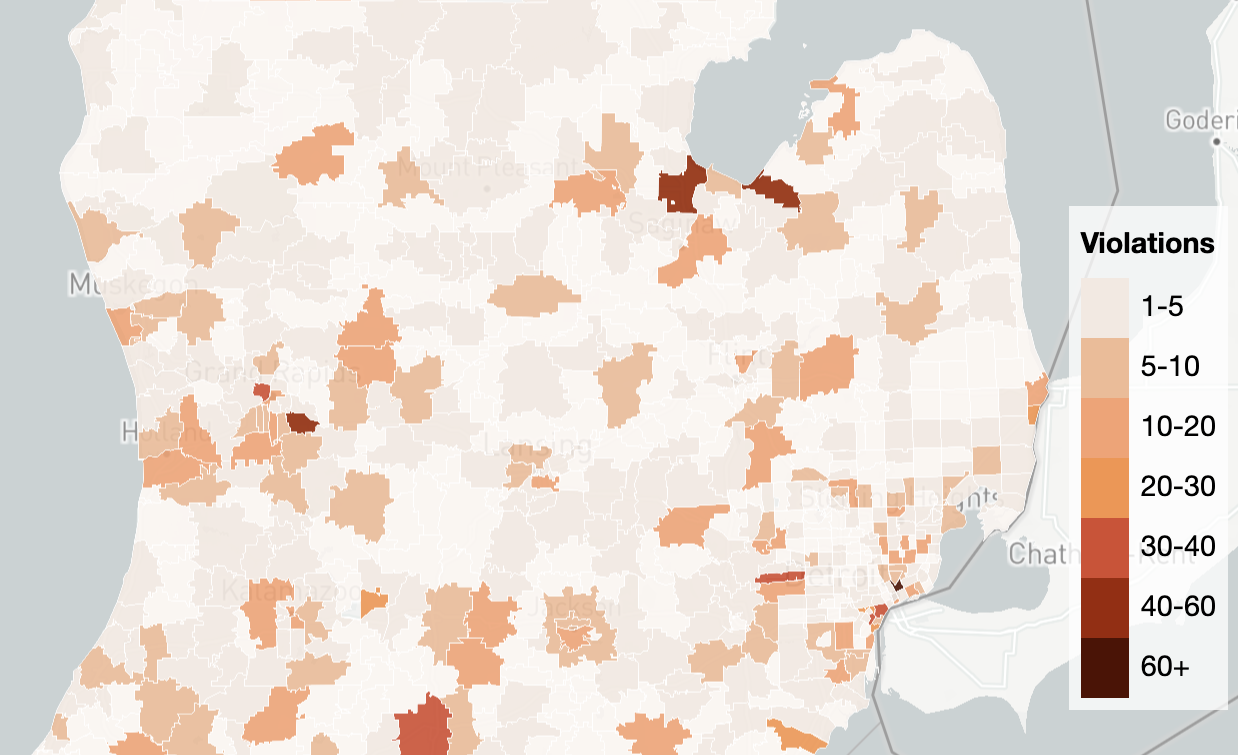 Goderi
Mount Pleasant
Saginaw
Violations
Muskegon
1-5
Flint
5-10
Grand Rapids
10-20
Holland
Lansing
20-30
Sterling Heights
30-40
Chath
Kent
Detroit
40-60
Kalamazoo
Jackson
60+